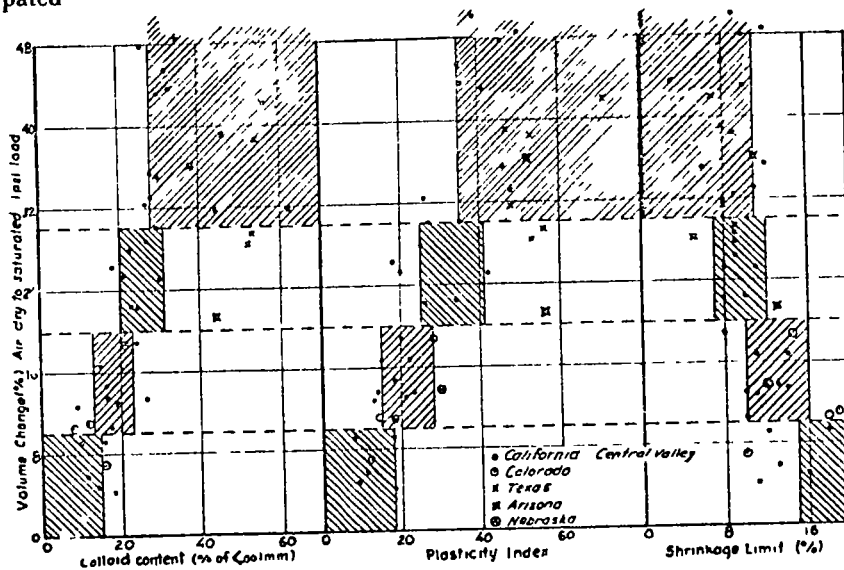 pated
48
40
32
Volume Change (%) Air dry to saturated 1psi load
8
0
• California Central Valley
Colorado
Texas
Arizona
Nebraska
0 20 40 60 0 20 40 60 0 8 16
Colloid content (% of <.001mm) Plasticity Index Shrinkage Limit (%)